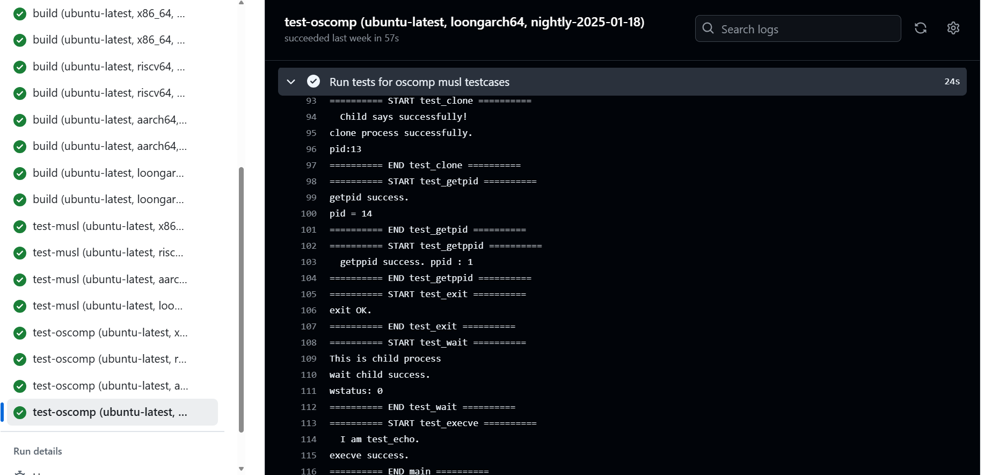 build (ubuntu-latest, x86_64, ...
build (ubuntu-latest, x86_64, ...
build (ubuntu-latest, riscv64, ...
build (ubuntu-latest, riscv64, ...
build (ubuntu-latest, aarch64,...
build (ubuntu-latest, aarch64,...
build (ubuntu-latest, loongar...
build (ubuntu-latest, loongar...
test-musl (ubuntu-latest, x86...
test-musl (ubuntu-latest, risc...
test-musl (ubuntu-latest, aarc...
test-musl (ubuntu-latest, loo...
test-oscomp (ubuntu-latest, x...
test-oscomp (ubuntu-latest, r...
test-oscomp (ubuntu-latest, a...
test-oscomp (ubuntu-latest, ...
Run details
test-oscomp (ubuntu-latest, loongarch64, nightly-2025-01-18)
succeeded last week in 57s
Search logs
Run tests for oscomp musl testcases 24s
93 ========== START test_clone ==========
94 Child says successfully!
95 clone process successfully.
96 pid:13
97 ========== END test_clone ==========
98 ========== START test_getpid ==========
99 getpid success.
100 pid = 14
101 ========== END test_getpid ==========
102 ========== START test_getppid ==========
103 getppid success. ppid : 1
104 ========== END test_getppid ==========
105 ========== START test_exit ==========
106 exit OK.
107 ========== END test_exit ==========
108 ========== START test_wait ==========
109 This is child process
110 wait child success.
111 wstatus: 0
112 ========== END test_wait ==========
113 ========== START test_execve ==========
114 I am test_echo.
115 execve success.
116 ========== END main ==========